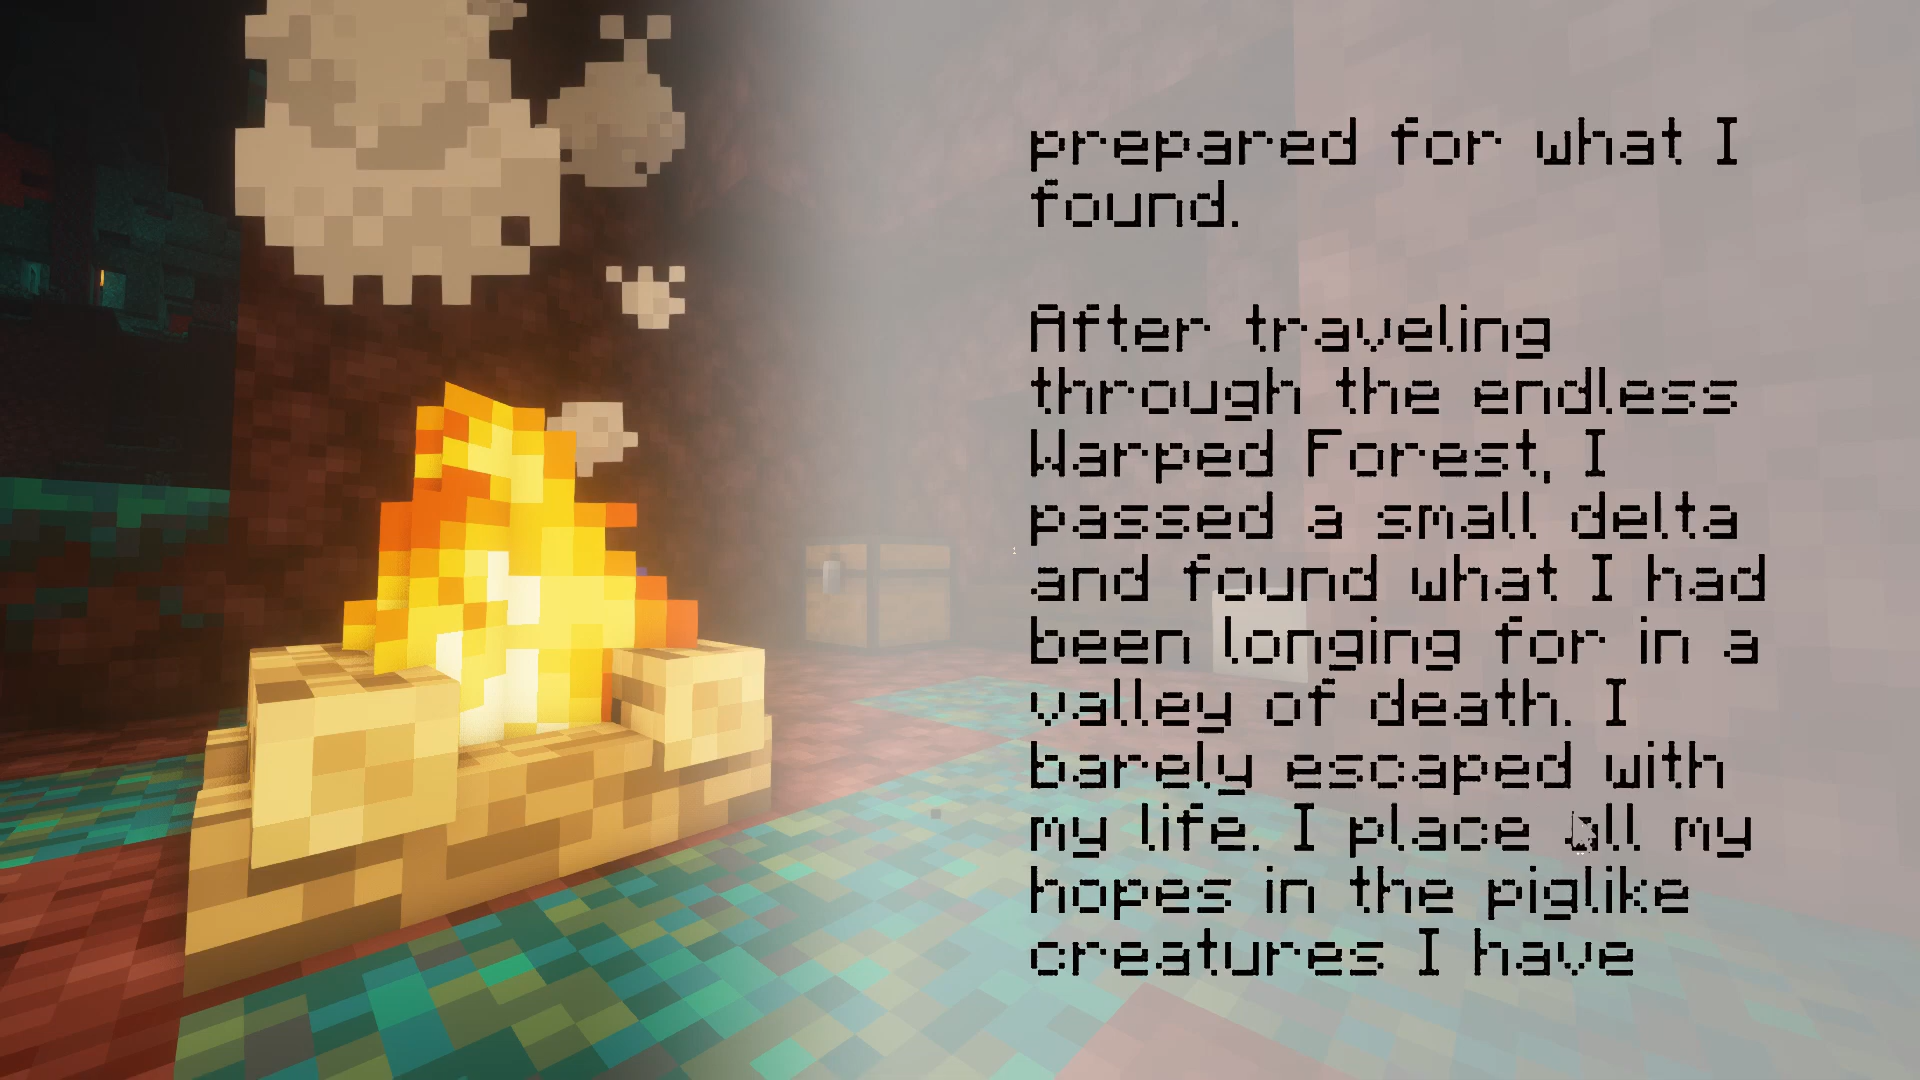 prepared for what I
found.
After traveling
through the endless
Warped Forest, I
passed a small delta
and found what I had
been longing for in a
valley of death. I
barely escaped with
my life. I place all my
hopes in the piglike
creatures I have